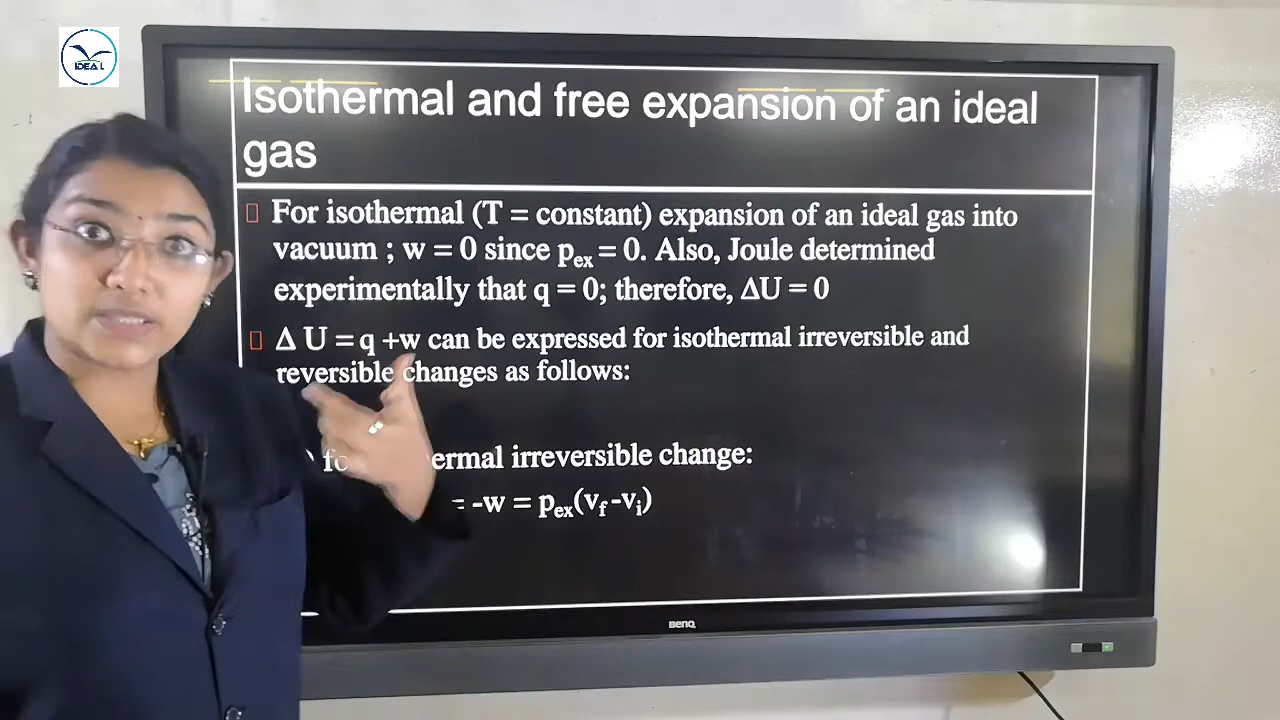 IDEAL
Isothermal and free expansion of an ideal
gas
For isothermal (T = constant) expansion of an ideal gas into
vacuum ; w = 0 since pex = 0. Also, Joule determined
experimentally that q = 0; therefore, ΔU = 0
Δ U = q +w can be expressed for isothermal irreversible and
reversible changes as follows:
irreversible change:
= -w = pex(vf -vi)
BenQ